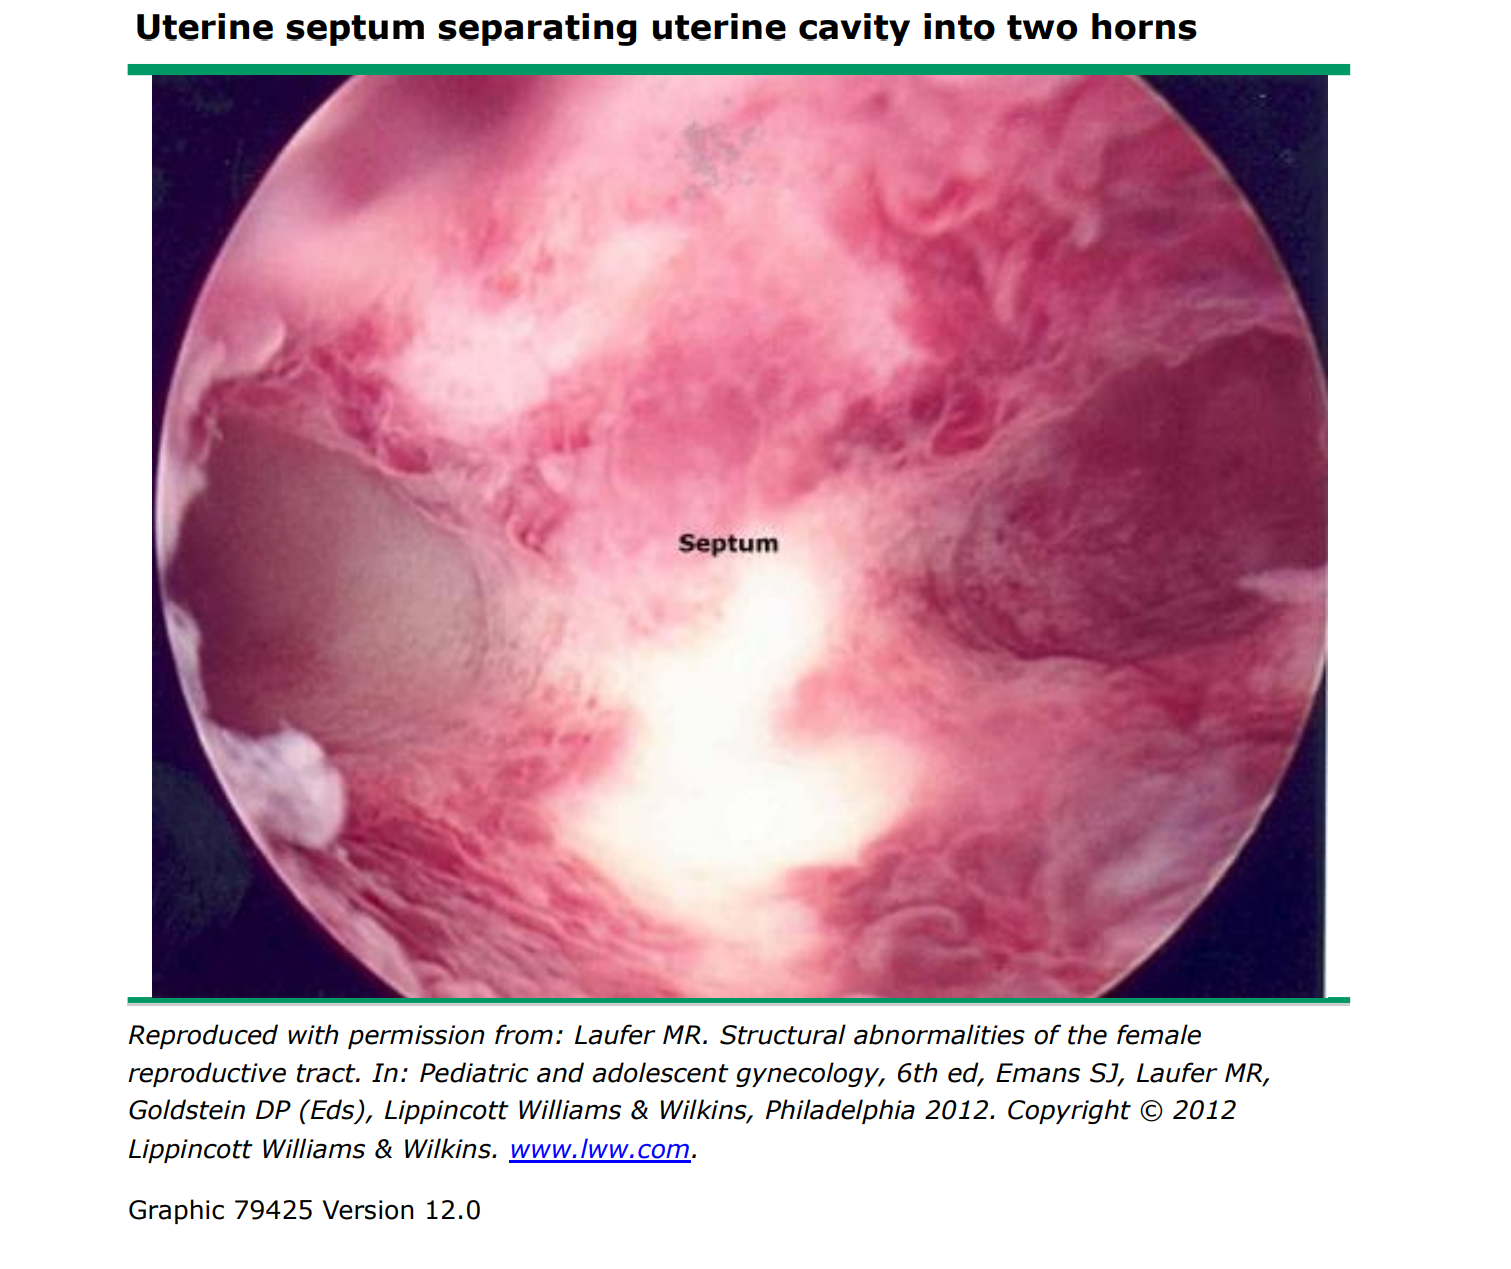 Uterine septum separating uterine cavity into two horns
Septum
Reproduced with permission from: Laufer MR. Structural abnormalities of the female
reproductive tract. In: Pediatric and adolescent gynecology, 6th ed, Emans SJ, Laufer MR,
Goldstein DP (Eds), Lippincott Williams & Wilkins, Philadelphia 2012. Copyright © 2012
Lippincott Williams & Wilkins. www.lww.com.
Graphic 79425 Version 12.0